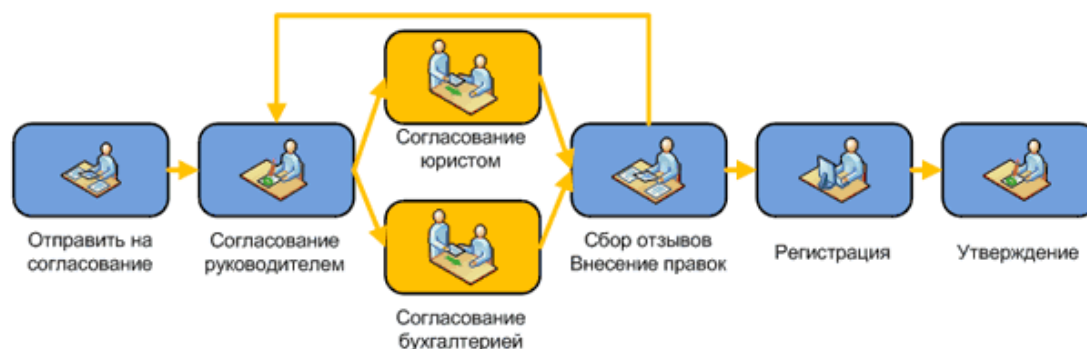 Согласование
юристом
Отправить на
согласование
Согласование
руководителем
Сбор отзывов
Внесение правок
Регистрация
Утверждение
Согласование
бухгалтерией